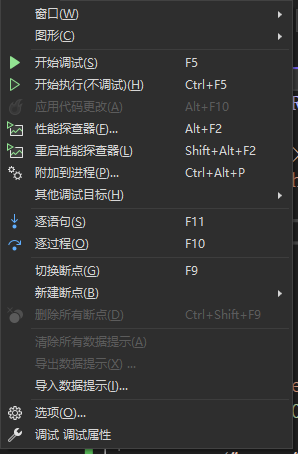 窗口(W)
图形(C)
开始调试(S) F5
开始执行(不调试)(H) Ctrl+F5
应用代码更改(A) Alt+F10
性能探查器(F)... Alt+F2
重启性能探查器(L) Shift+Alt+F2
附加到进程(P)... Ctrl+Alt+P
其他调试目标(H)
逐语句(S) F11
逐过程(O) F10
切换断点(G) F9
新建断点(B)
删除所有断点(D) Ctrl+Shift+F9
清除所有数据提示(A)
导出数据提示(X) ...
导入数据提示(I)...
选项(O)...
调试 调试属性